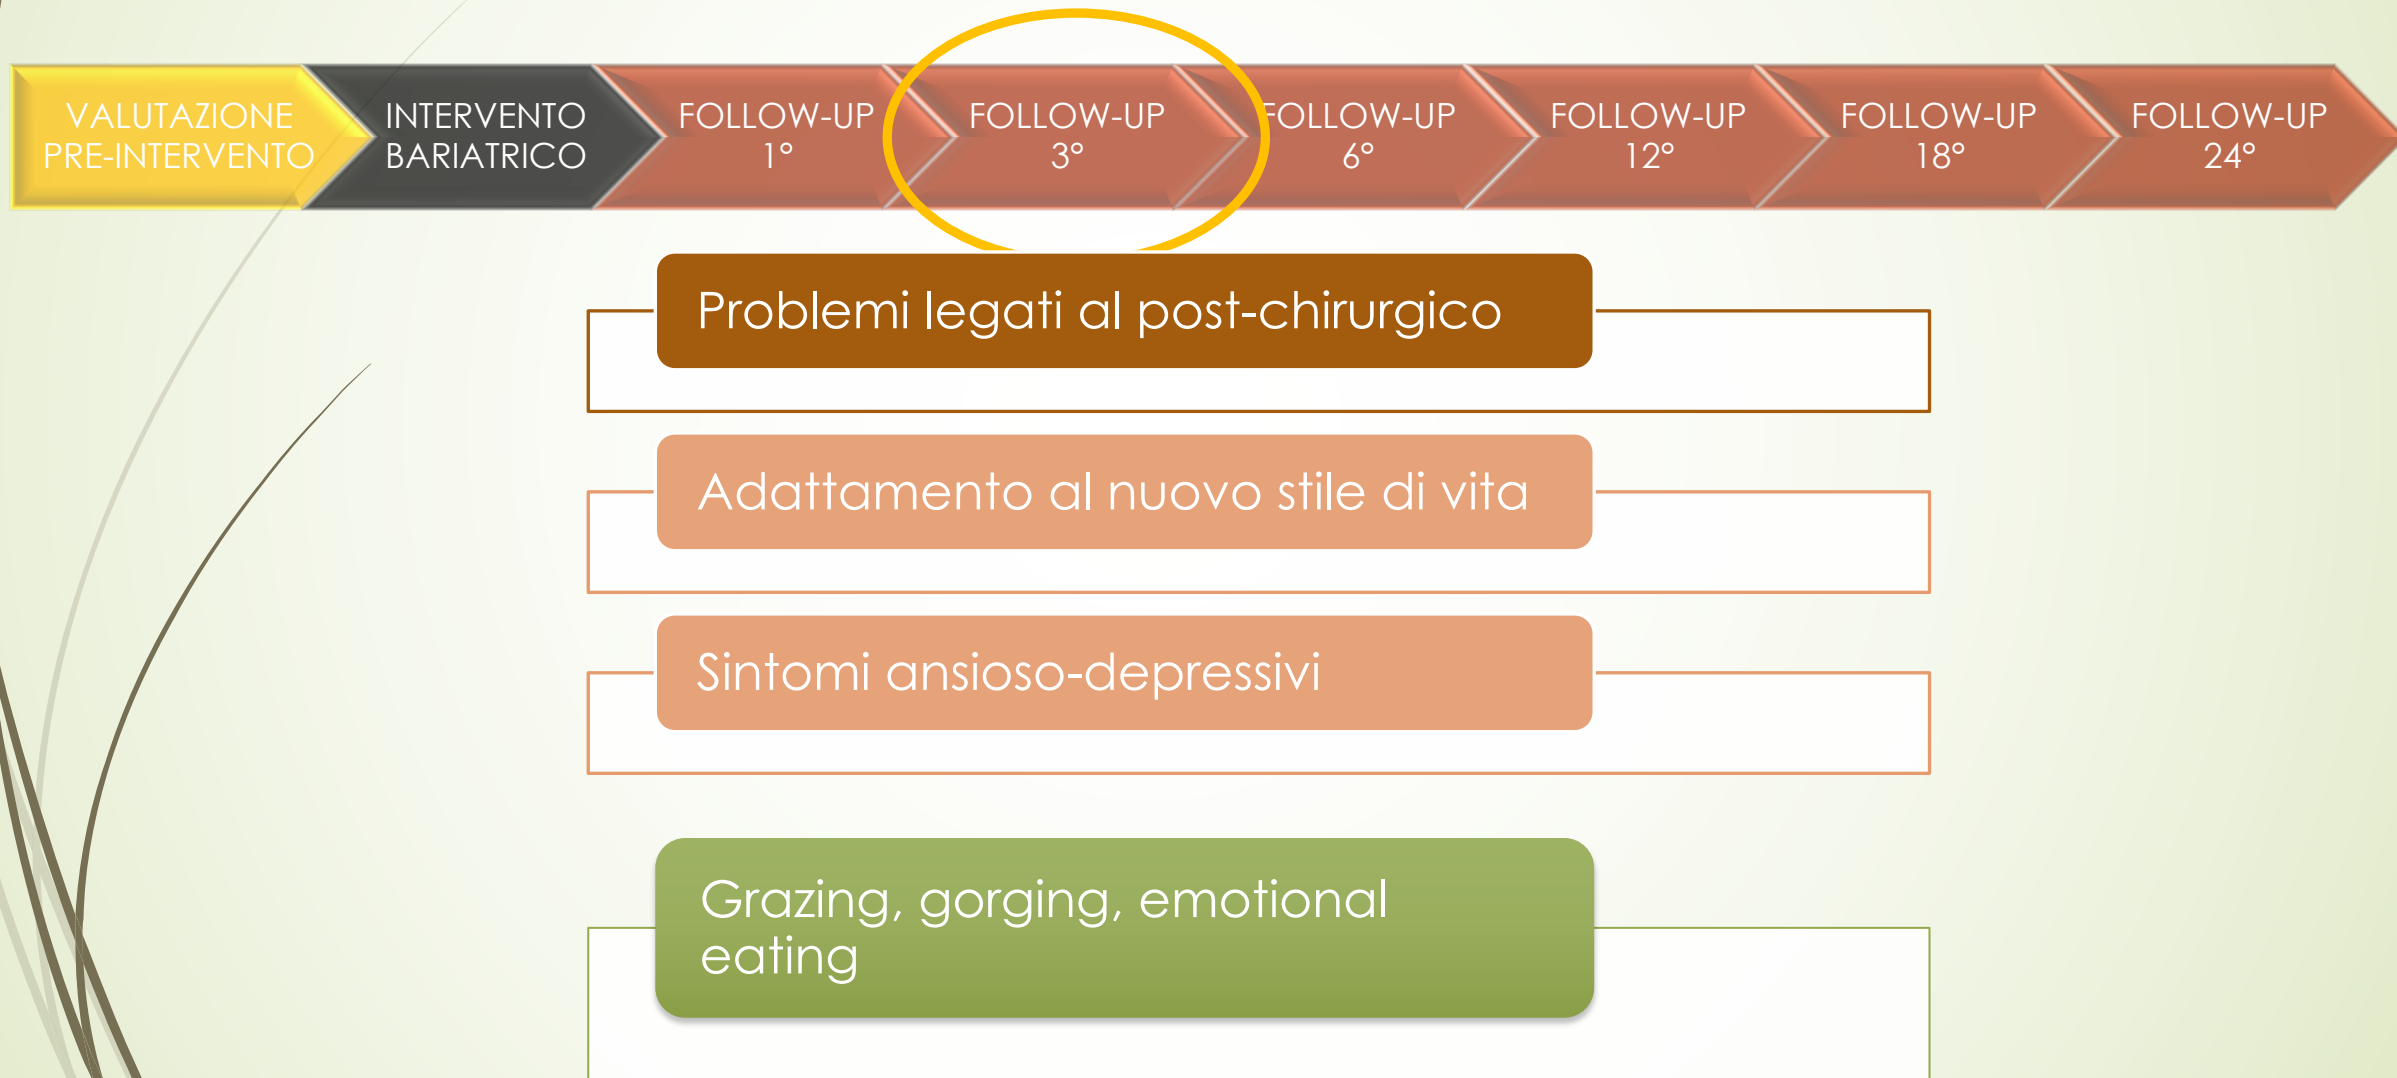 VALUTAZIONE
PRE-INTERVENTO
INTERVENTO
BARIATRICO
FOLLOW-UP
1°
FOLLOW-UP
3°
FOLLOW-UP
6°
FOLLOW-UP
12°
FOLLOW-UP
18°
FOLLOW-UP
24°
Problemi legati al post-chirurgico
Adattamento al nuovo stile di vita
Sintomi ansioso-depressivi
Grazing, gorging, emotional
eating